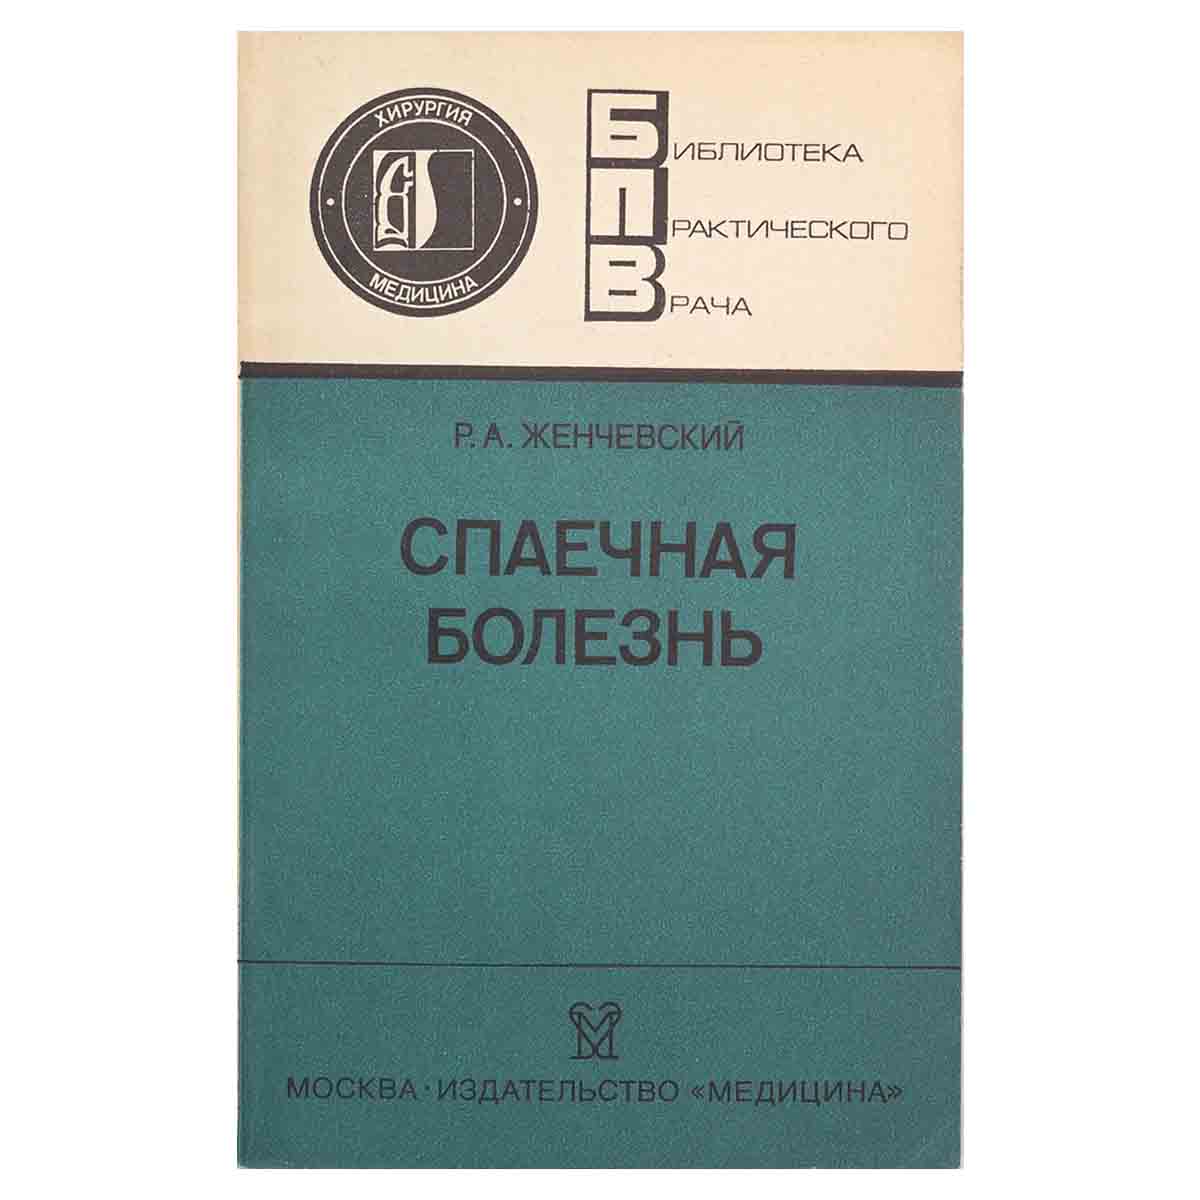 ХИРУРГИЯ
МЕДИЦИНА
БИБЛИОТЕКА
ПРАКТИЧЕСКОГО
ВРАЧА
Р. А. ЖЕНЧЕВСКИЙ
СПАЕЧНАЯ
БОЛЕЗНЬ
МОСКВА · ИЗДАТЕЛЬСТВО «МЕДИЦИНА»